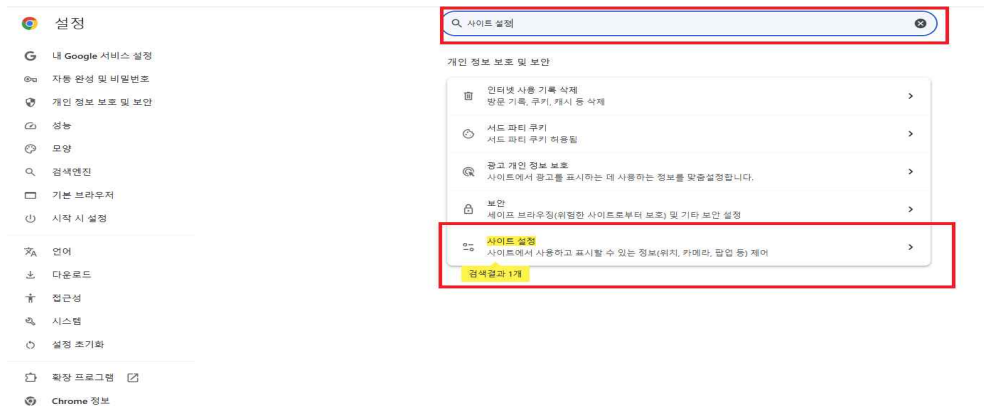 설정
내 Google 서비스 설정
자동 완성 및 비밀번호
개인 정보 보호 및 보안
성능
모양
검색엔진
기본 브라우저
시작 시 설정
언어
다운로드
접근성
시스템
설정 초기화
확장 프로그램
Chrome 정보
사이트 설정
개인 정보 보호 및 보안
인터넷 사용 기록 삭제
방문 기록, 쿠키, 캐시 등 삭제
서드 파티 쿠키
서드 파티 쿠키 허용됨
광고 개인 정보 보호
사이트에서 광고를 표시하는 데 사용하는 정보를 맞춤설정합니다.
보안
세이프 브라우징(위험한 사이트로부터 보호) 및 기타 보안 설정
사이트 설정
사이트에서 사용하고 표시할 수 있는 정보(위치, 카메라, 팝업 등) 제어
검색결과 1개